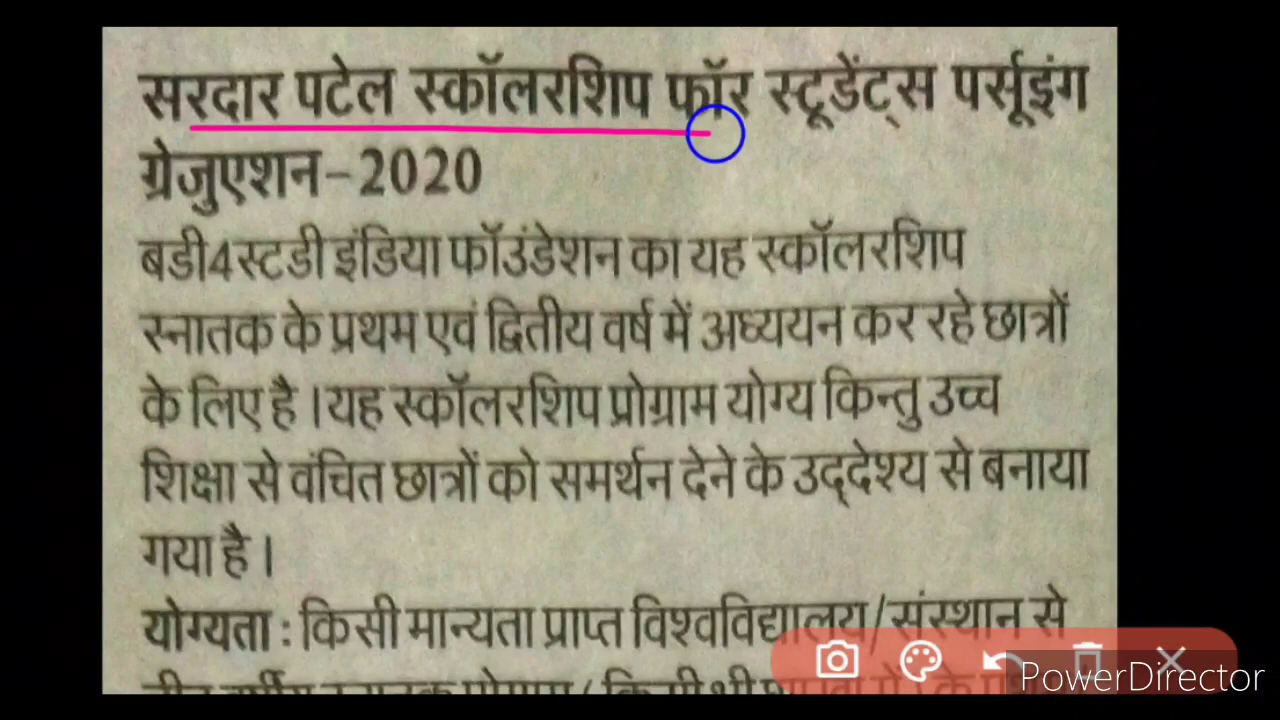 सरदार पटेल स्कॉलरशिप फॉर स्टूडेंट्स पर्सूइंग
ग्रेजुएशन-2020
बडी4स्टडी इंडिया फॉउंडेशन का यह स्कॉलरशिप
स्नातक के प्रथम एवं द्वितीय वर्ष में अध्ययन कर रहे छात्रों
के लिए है । यह स्कॉलरशिप प्रोग्राम योग्य किन्तु उच्च
शिक्षा से वंचित छात्रों को समर्थन देने के उद्देश्य से बनाया
गया है ।
योग्यता : किसी मान्यता प्राप्त विश्वविद्यालय/संस्थान से
PowerDirector